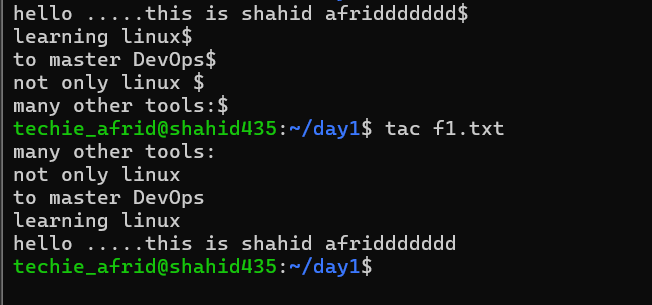 hello .....this is shahid afriddddddd$
learning linux$
to master DevOps$
not only linux $
many other tools:$
techie_afrid@shahid435:~/day1$ tac f1.txt
many other tools:
not only linux
to master DevOps
learning linux
hello .....this is shahid afriddddddd
techie_afrid@shahid435:~/day1$